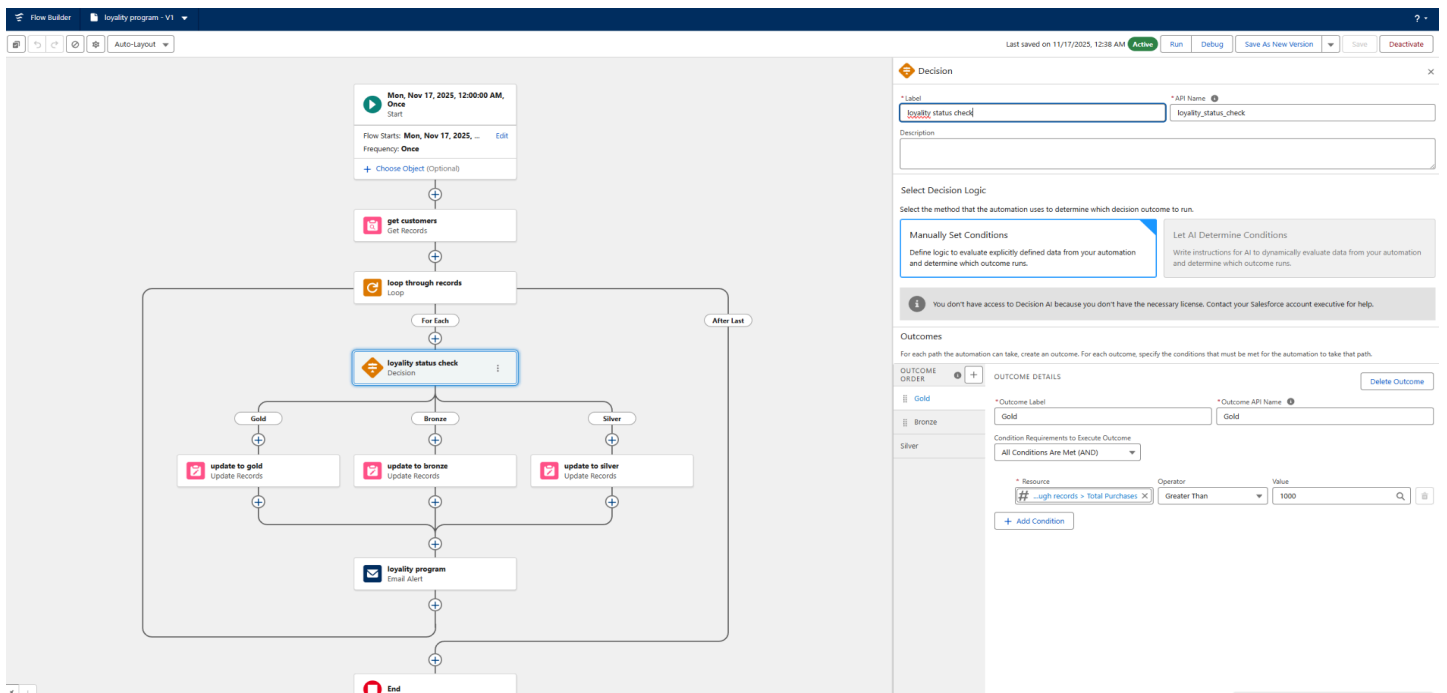 Flow Builder
loyality program - V1
?
Auto-Layout
Last saved on 11/17/2025, 12:38 AM
Active
Run
Debug
Save As New Version
Save
Deactivate
Mon, Nov 17, 2025, 12:00:00 AM,
Once
Start
Flow Starts: Mon, Nov 17, 2025, ...
Edit
Frequency: Once
+ Choose Object (Optional)
get customers
Get Records
loop through records
Loop
For Each
After Last
loyality status check
Decision
Gold
Bronze
Silver
update to gold
Update Records
update to bronze
Update Records
update to silver
Update Records
loyality program
Email Alert
End
Decision
* Label
loyality status check
* API Name
loyality_status_check
Description
Select Decision Logic
Select the method that the automation uses to determine which decision outcome to run.
Manually Set Conditions
Define logic to evaluate explicitly defined data from your automation
and determine which outcome runs.
Let AI Determine Conditions
Write instructions for AI to dynamically evaluate data from your automation
and determine which outcome runs.
You don't have access to Decision AI because you don't have the necessary license. Contact your Salesforce account executive for help.
Outcomes
For each path the automation can take, create an outcome. For each outcome, specify the conditions that must be met for the automation to take that path.
OUTCOME
ORDER
+
Gold
Bronze
Silver
OUTCOME DETAILS
Delete Outcome
* Outcome Label
Gold
* Outcome API Name
Gold
Condition Requirements to Execute Outcome
All Conditions Are Met (AND)
* Resource
...ugh records > Total Purchases
Operator
Greater Than
Value
1000
+ Add Condition